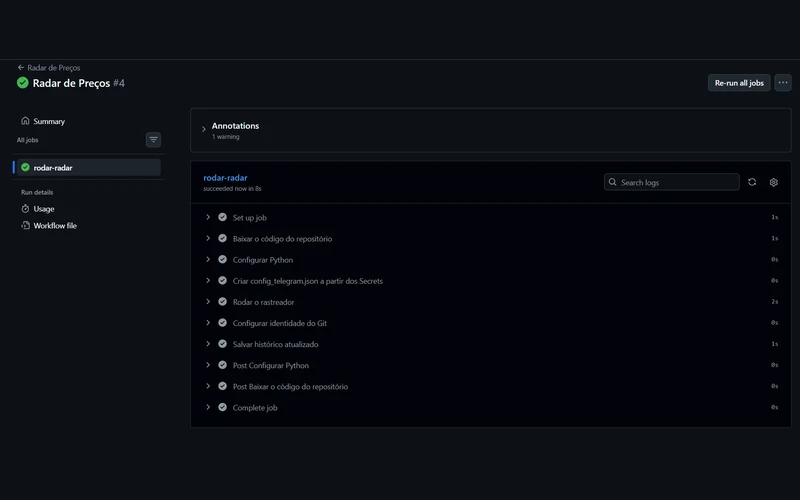 Radar de Preços
Radar de Preços #4
Re-run all jobs
Summary
All jobs
rodar-radar
Run details
Usage
Workflow file
Annotations
1 warning
rodar-radar
succeeded now in 8s
Search logs
Set up job 1s
Baixar o código do repositório 1s
Configurar Python 0s
Criar config_telegram.json a partir dos Secrets 0s
Rodar o rastreador 2s
Configurar identidade do Git 0s
Salvar histórico atualizado 1s
Post Configurar Python 0s
Post Baixar o código do repositório 0s
Complete job 0s